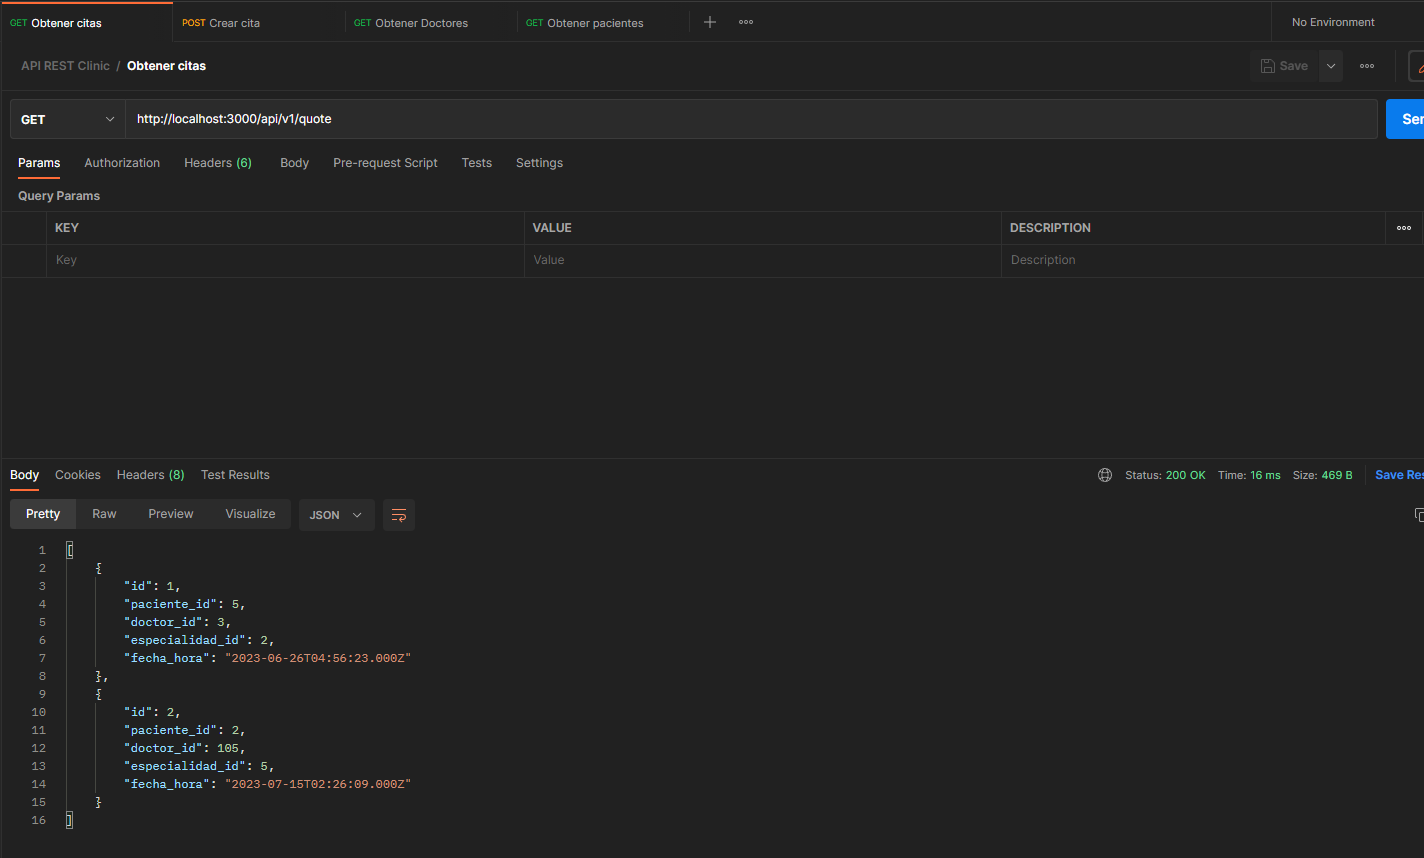 GET Obtener citas POST Crear cita GET Obtener Doctores GET Obtener pacientes No Environment
API REST Clinic / Obtener citas Save
GET http://localhost:3000/api/v1/quote
Params Authorization Headers (6) Body Pre-request Script Tests Settings
Query Params
KEY VALUE DESCRIPTION
Key Value Description
Body Cookies Headers (8) Test Results Status: 200 OK Time: 16 ms Size: 469 B Save
Pretty Raw Preview Visualize JSON
1 [
2 {
3 "id": 1,
4 "paciente_id": 5,
5 "doctor_id": 3,
6 "especialidad_id": 2,
7 "fecha_hora": "2023-06-26T04:56:23.000Z"
8 },
9 {
10 "id": 2,
11 "paciente_id": 2,
12 "doctor_id": 105,
13 "especialidad_id": 5,
14 "fecha_hora": "2023-07-15T02:26:09.000Z"
15 }
16 ]